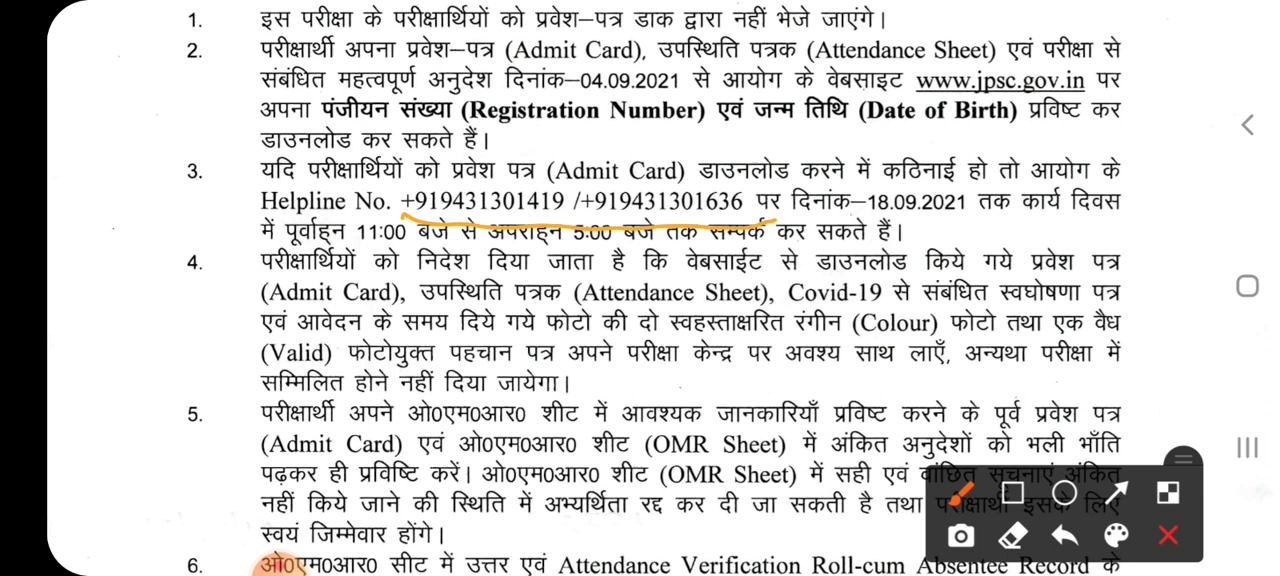 1. इस परीक्षा के परीक्षार्थियों को प्रवेश–पत्र डाक द्वारा नहीं भेजे जाएंगे।
2. परीक्षार्थी अपना प्रवेश–पत्र (Admit Card), उपस्थिति पत्रक (Attendance Sheet) एवं परीक्षा से
संबंधित महत्वपूर्ण अनुदेश दिनांक–04.09.2021 से आयोग के वेबसाइट www.jpsc.gov.in पर
अपना पंजीयन संख्या (Registration Number) एवं जन्म तिथि (Date of Birth) प्रविष्ट कर
डाउनलोड कर सकते हैं।
3. यदि परीक्षार्थियों को प्रवेश पत्र (Admit Card) डाउनलोड करने में कठिनाई हो तो आयोग के
Helpline No. +919431301419 /+919431301636 पर दिनांक–18.09.2021 तक कार्य दिवस
में पूर्वाहन 11:00 बजे से अपराहन 5:00 बजे तक सम्पर्क कर सकते हैं।
4. परीक्षार्थियों को निदेश दिया जाता है कि वेबसाईट से डाउनलोड किये गये प्रवेश पत्र
(Admit Card), उपस्थिति पत्रक (Attendance Sheet), Covid-19 से संबंधित स्वघोषणा पत्र
एवं आवेदन के समय दिये गये फोटो की दो स्वहस्ताक्षरित रंगीन (Colour) फोटो तथा एक वैध
(Valid) फोटोयुक्त पहचान पत्र अपने परीक्षा केन्द्र पर अवश्य साथ लाएँ, अन्यथा परीक्षा में
सम्मिलित होने नहीं दिया जायेगा।
5. परीक्षार्थी अपने ओ0एम0आर0 शीट में आवश्यक जानकारियाँ प्रविष्ट करने के पूर्व प्रवेश पत्र
(Admit Card) एवं ओ0एम0आर0 शीट (OMR Sheet) में अंकित अनुदेशों को भली भाँति
पढ़कर ही प्रविष्टि करें। ओ0एम0आर0 शीट (OMR Sheet) में सही एवं वांछित सूचनाएं अंकित
नहीं किये जाने की स्थिति में अभ्यर्थिता रद्द कर दी जा सकती है तथा परीक्षार्थी इसके लिए
स्वयं जिम्मेवार होंगे।
6. ओ0एम0आर0 सीट में उत्तर एवं Attendance Verification Roll-cum Absentee Record के